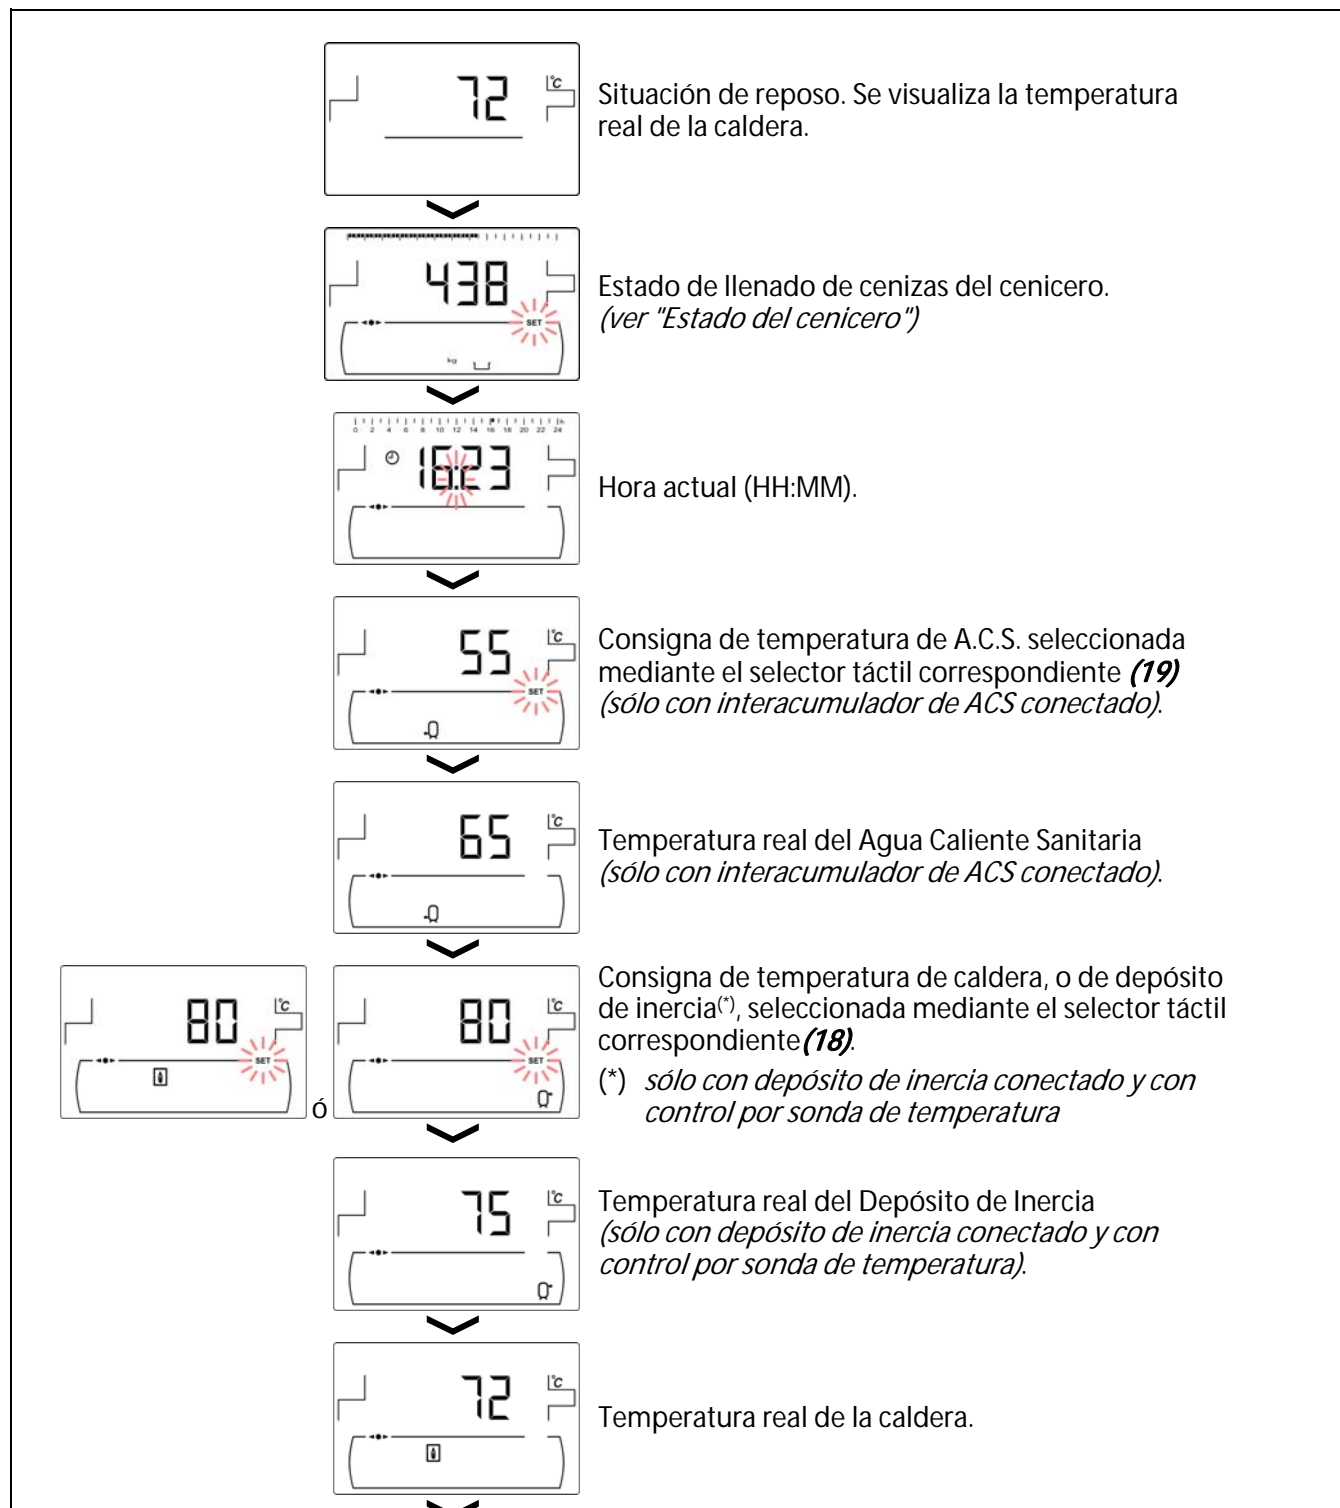 72 °C
Situación de reposo. Se visualiza la temperatura
real de la caldera.
438
SET
kg
Estado de llenado de cenizas del cenicero.
(ver "Estado del cenicero")
h
0 2 4 6 8 10 12 14 16 18 20 22 24
16:23
Hora actual (HH:MM).
55 °C
SET
Consigna de temperatura de A.C.S. seleccionada
mediante el selector táctil correspondiente (19)
(sólo con interacumulador de ACS conectado).
65 °C
Temperatura real del Agua Caliente Sanitaria
(sólo con interacumulador de ACS conectado).
80 °C
SET
ó
80 °C
SET
Consigna de temperatura de caldera, o de depósito
de inercia(*), seleccionada mediante el selector táctil
correspondiente(18).
(*) sólo con depósito de inercia conectado y con
control por sonda de temperatura
75 °C
Temperatura real del Depósito de Inercia
(sólo con depósito de inercia conectado y con
control por sonda de temperatura).
72 °C
Temperatura real de la caldera.